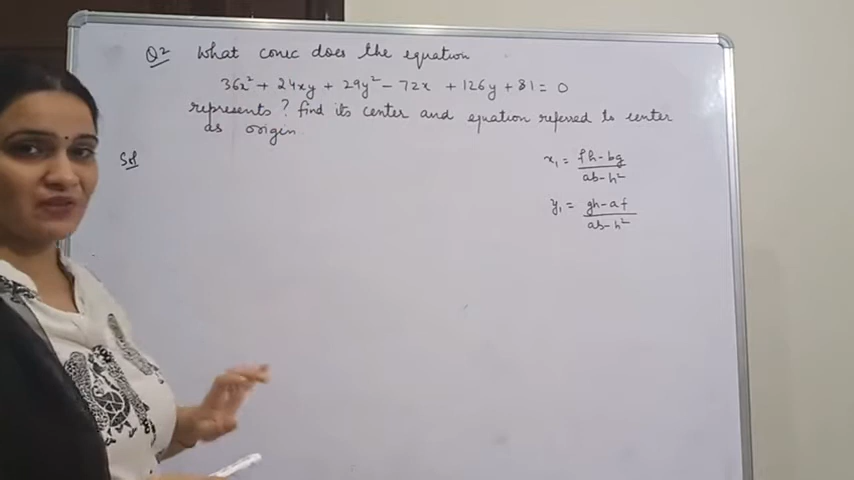 Q2 What conic does the equation
36x² + 24xy + 29y² - 72x + 126y + 81 = 0
represents ? find its center and equation referred to center
as origin.
Sol
x₁ = fh - bg / ab - h²
y₁ = gh - af / ab - h²